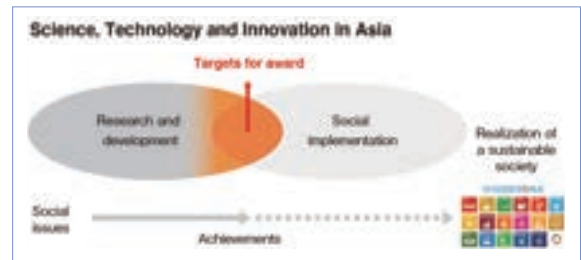 Science, Technology and Innovation in Asia
Targets for award
Research and
development
Social
implementation
Realization of
a sustainable
society
Social
issues
Achievements